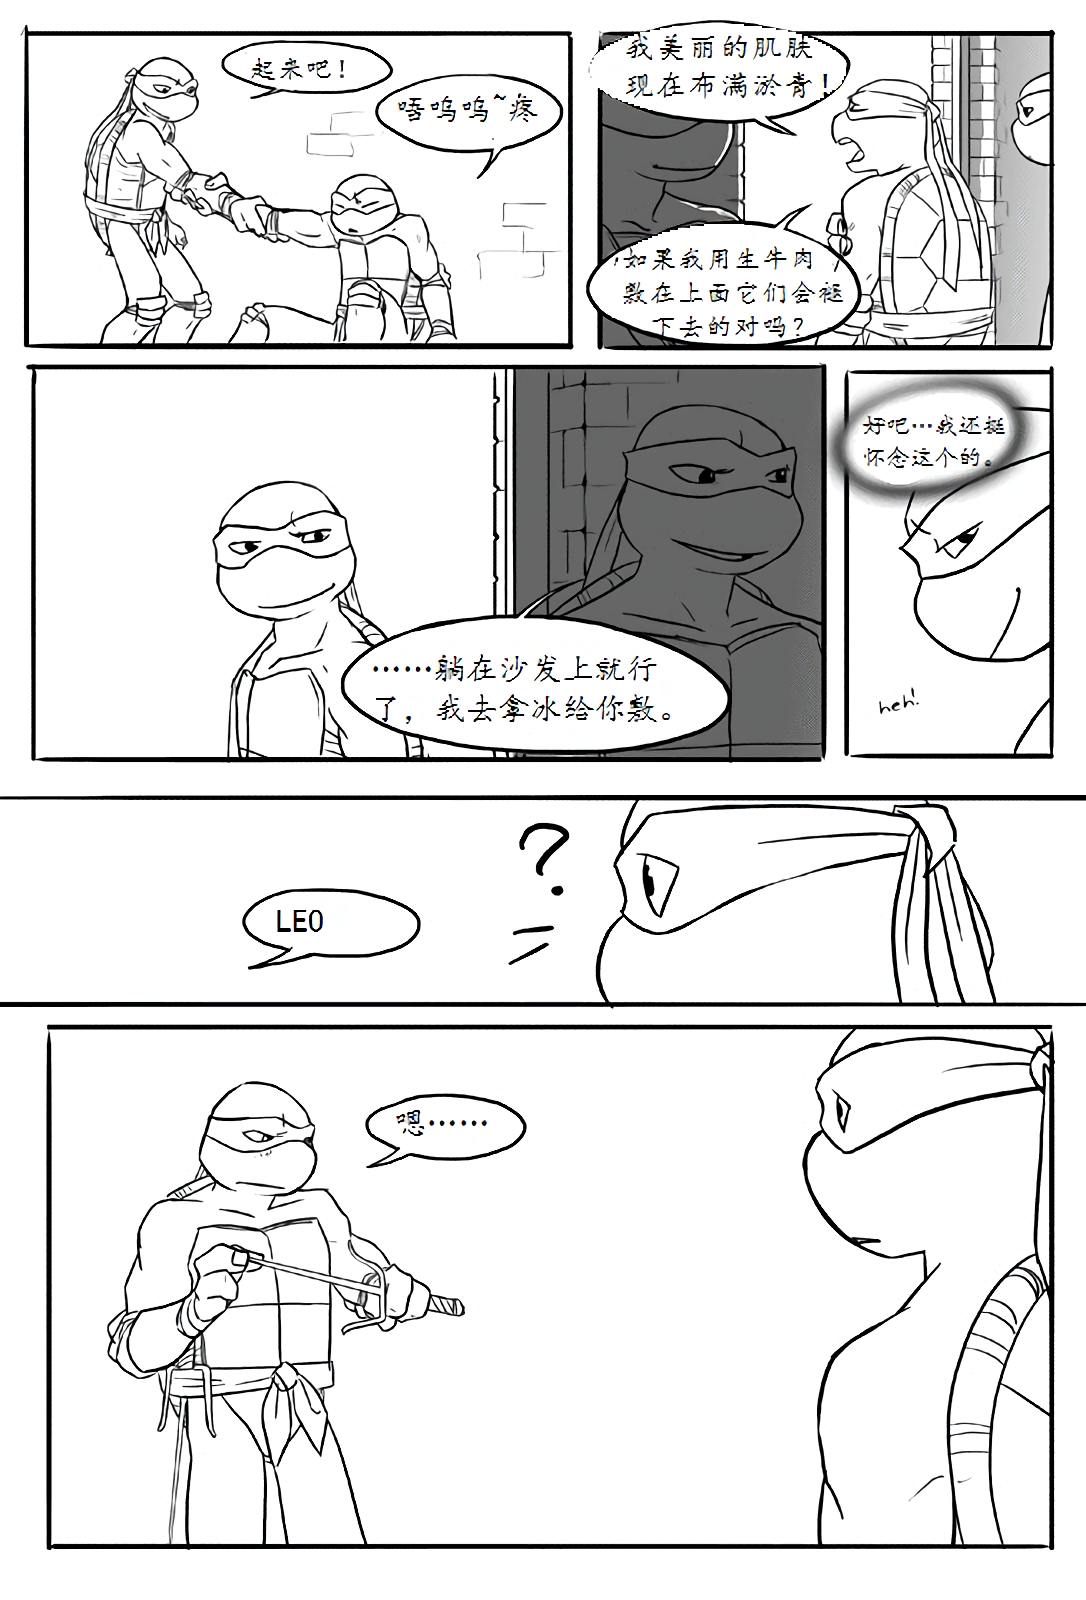 起来吧！
唔呜呜~疼
我美丽的肌肤
现在布满淤青！
如果我用生牛肉
敷在上面它们会褪
下去的对吗？
……躺在沙发上就行
了，我去拿冰给你敷。
好吧…我还挺
怀念这个的。
heh!
?
LEO
嗯……